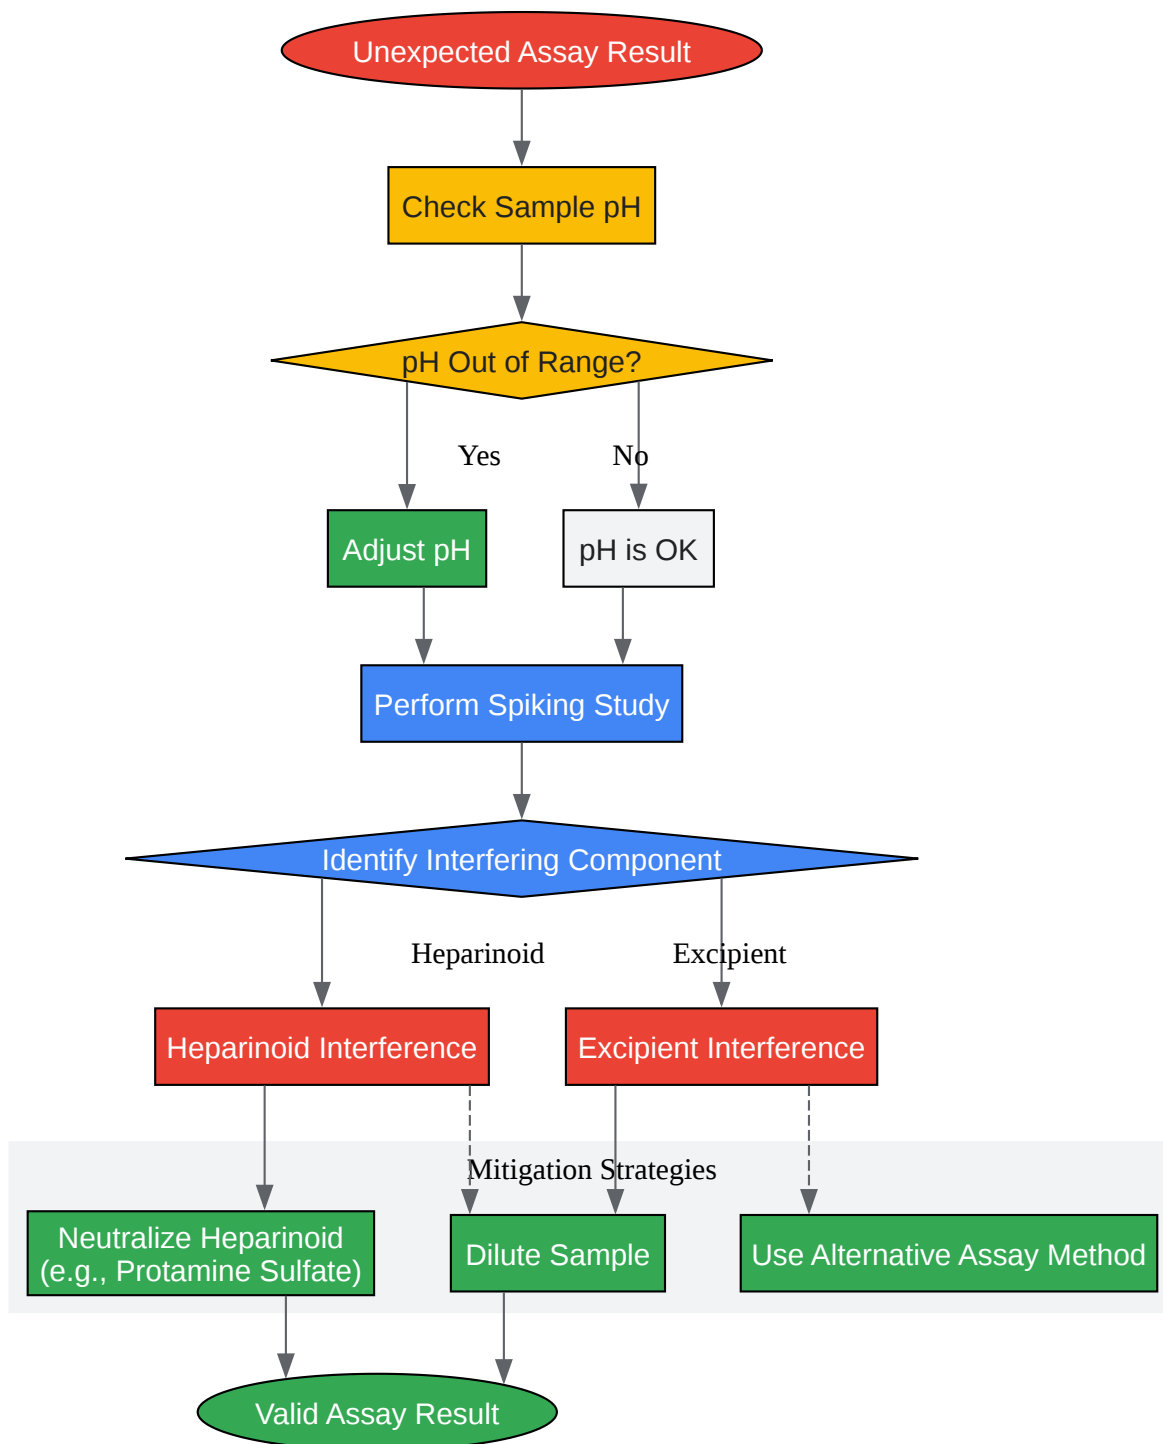 Unexpected Assay Result
Check Sample pH
pH Out of Range?
Yes
No
Adjust pH
pH is OK
Perform Spiking Study
Identify Interfering Component
Heparinoid
Excipient
Heparinoid Interference
Excipient Interference
Mitigation Strategies
Neutralize Heparinoid
(e.g., Protamine Sulfate)
Dilute Sample
Use Alternative Assay Method
Valid Assay Result